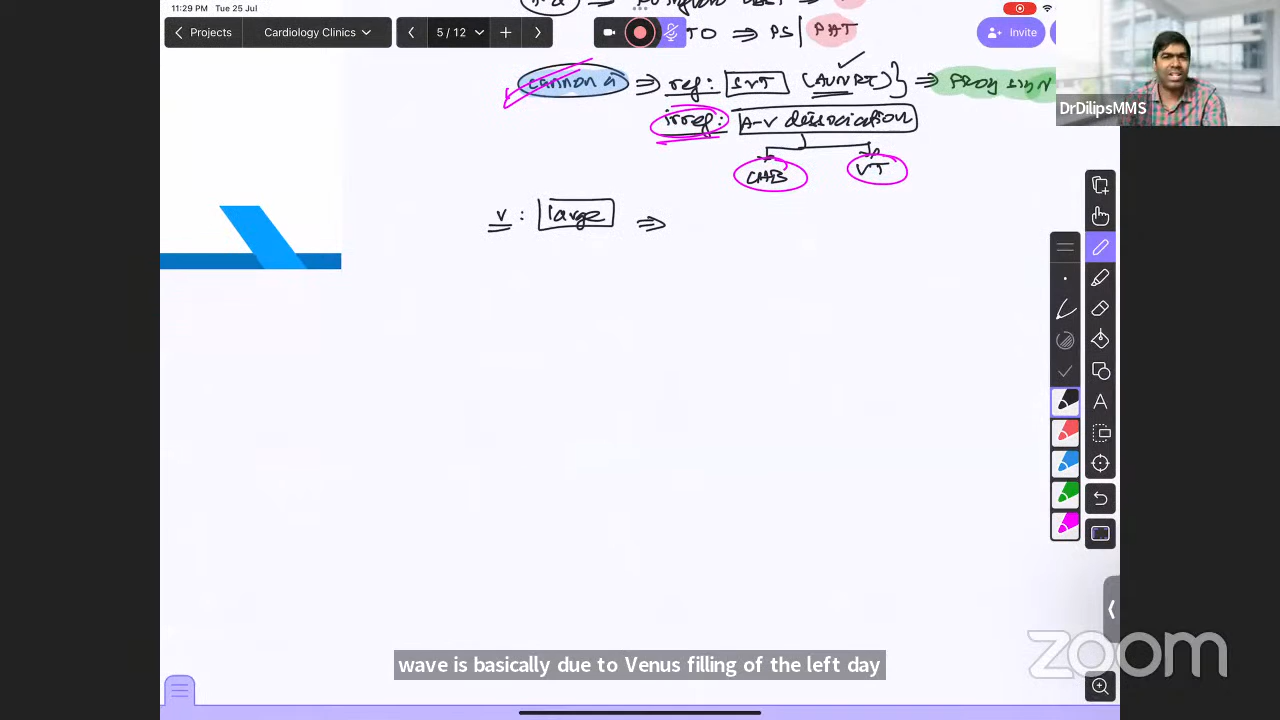 11:29 PM Tue 25 Jul
Projects Cardiology Clinics 5 / 12 Invite
TO ⇒ PS | PAT
cannon a ⇒ reg: SVT (AVNRT)} ⇒ FROG SIGN
irreg: A-V dissociation
CHB VT
v : large ⇒
DrDilipsMMS
A
wave is basically due to Venus filling of the left day
zoom